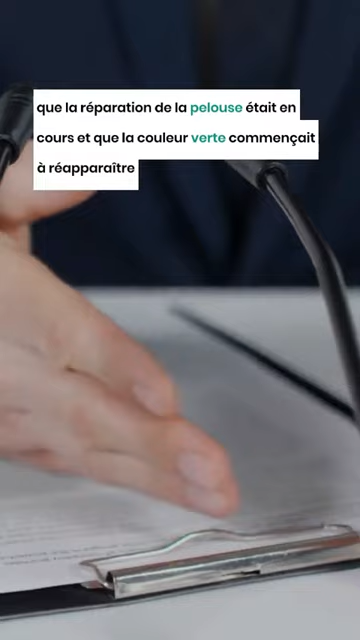 que la réparation de la pelouse était en
cours et que la couleur verte commençait
à réapparaître